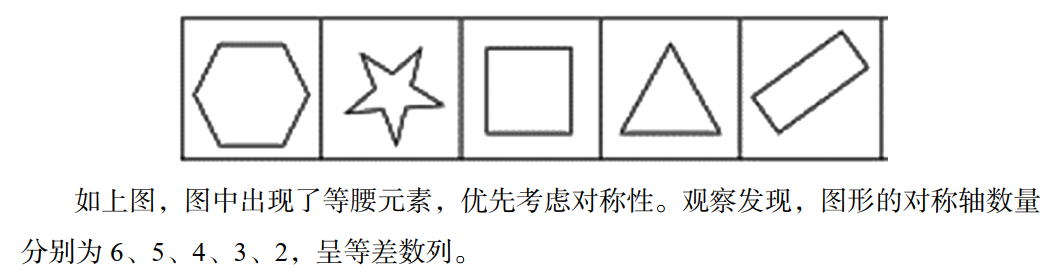 如上图，图中出现了等腰元素，优先考虑对称性。观察发现，图形的对称轴数量
分别为 6、5、4、3、2，呈等差数列。